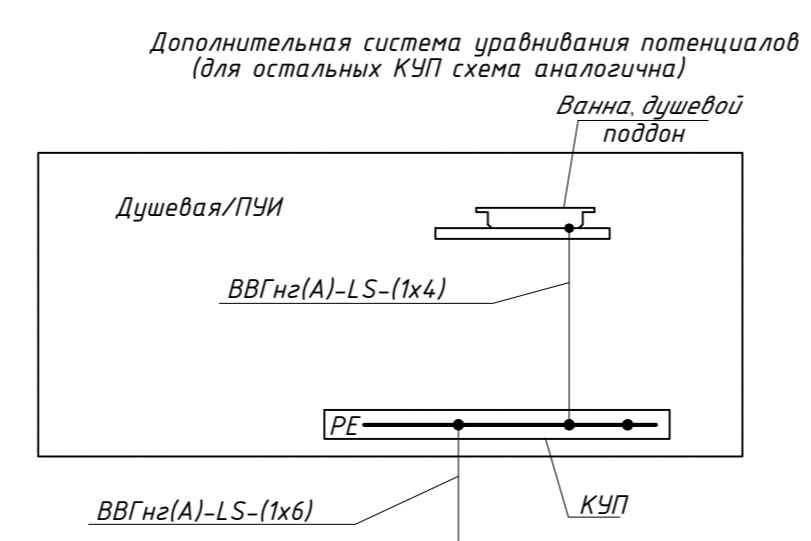 Дополнительная система уравнивания потенциалов
(для остальных КУП схема аналогична)
Ванна, душевой
поддон
Душевая/ПУИ
ВВГнг(А)-LS-(1х4)
PE
ВВГнг(А)-LS-(1х6)
КУП